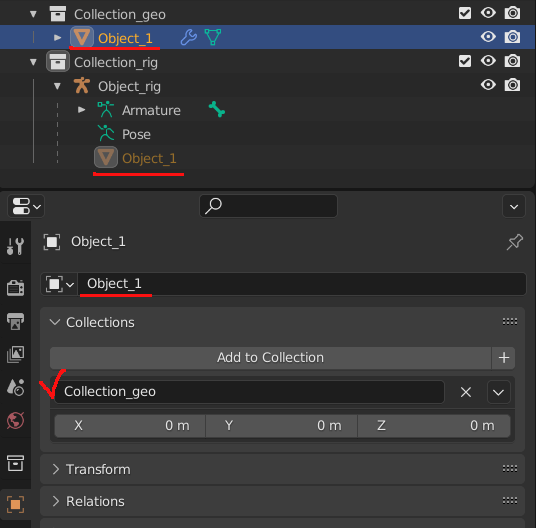 Collection_geo
Object_1
Collection_rig
Object_rig
Armature
Pose
Object_1
Object_1
Object_1
Collections
Add to Collection +
Collection_geo
X 0 m Y 0 m Z 0 m
Transform
Relations